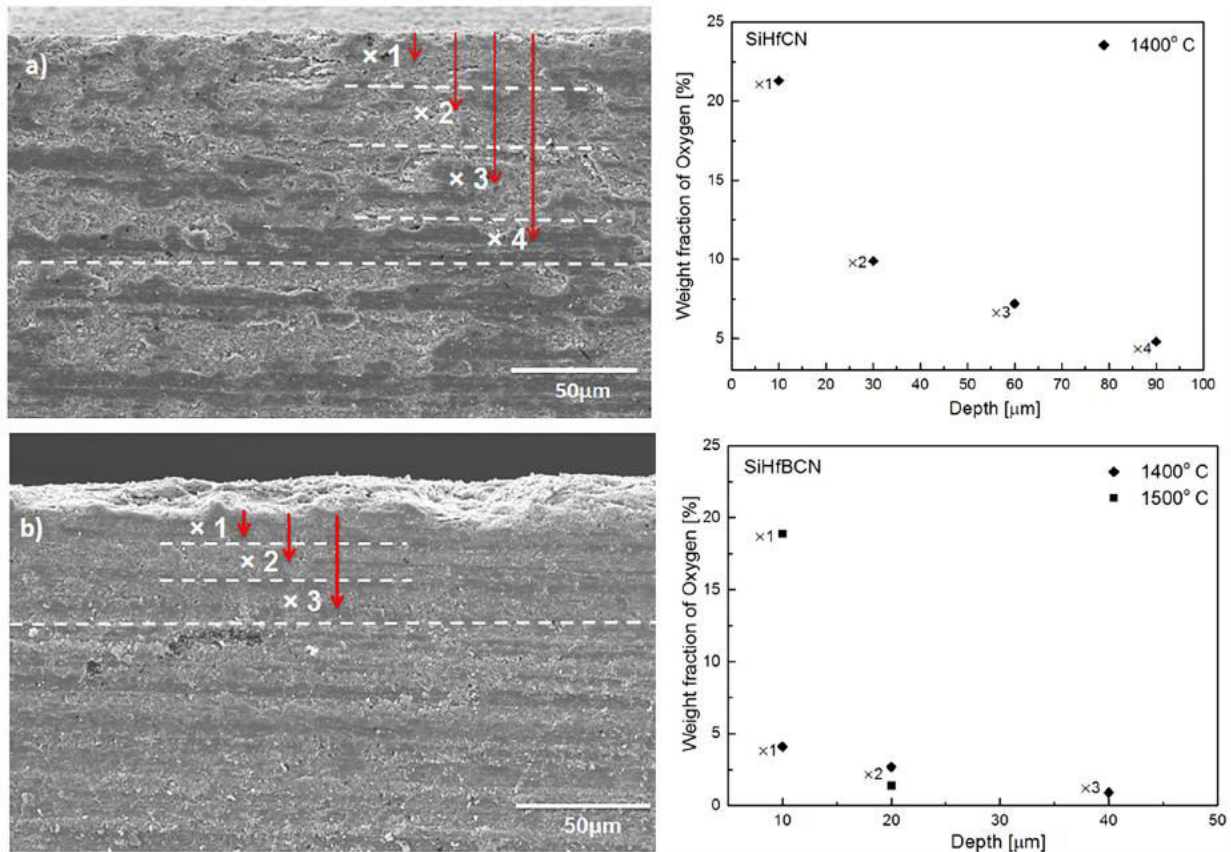 a)
× 1
× 2
× 3
× 4
50μm
SiHfCN
◆ 1400° C
Weight fraction of Oxygen [%]
25
20
15
10
5
×1
×2
×3
×4
0 10 20 30 40 50 60 70 80 90 100
Depth [μm]
b)
× 1
× 2
× 3
50μm
SiHfBCN
◆ 1400° C
■ 1500° C
Weight fraction of Oxygen [%]
25
20
15
10
5
0
×1
×1
×2
×3
10 20 30 40 50
Depth [μm]